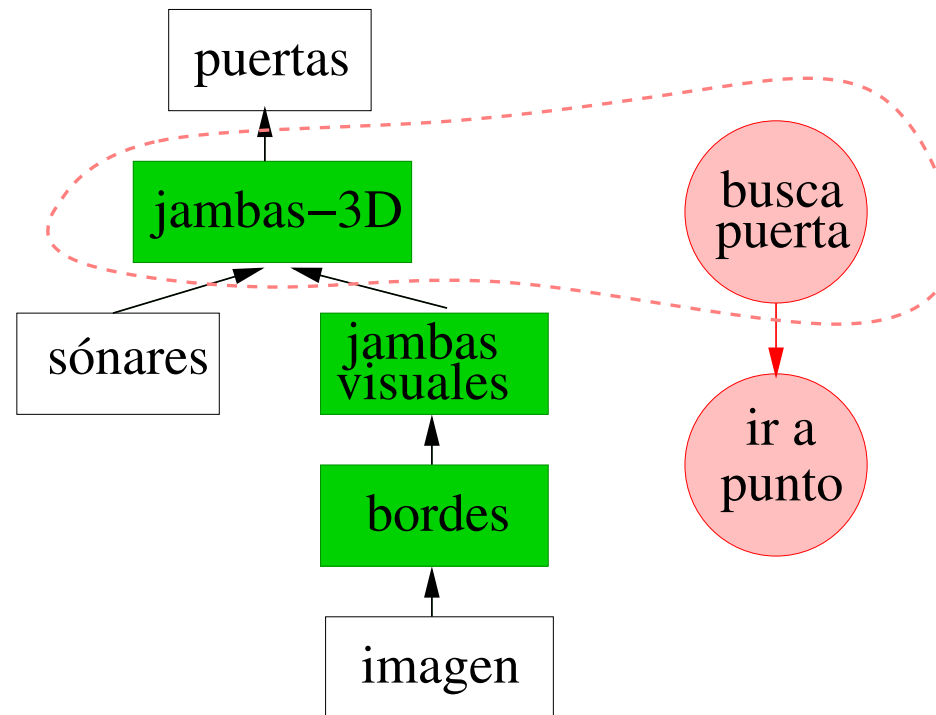 puertas
jambas−3D
busca
puerta
sónares
jambas
visuales
ir a
punto
bordes
imagen